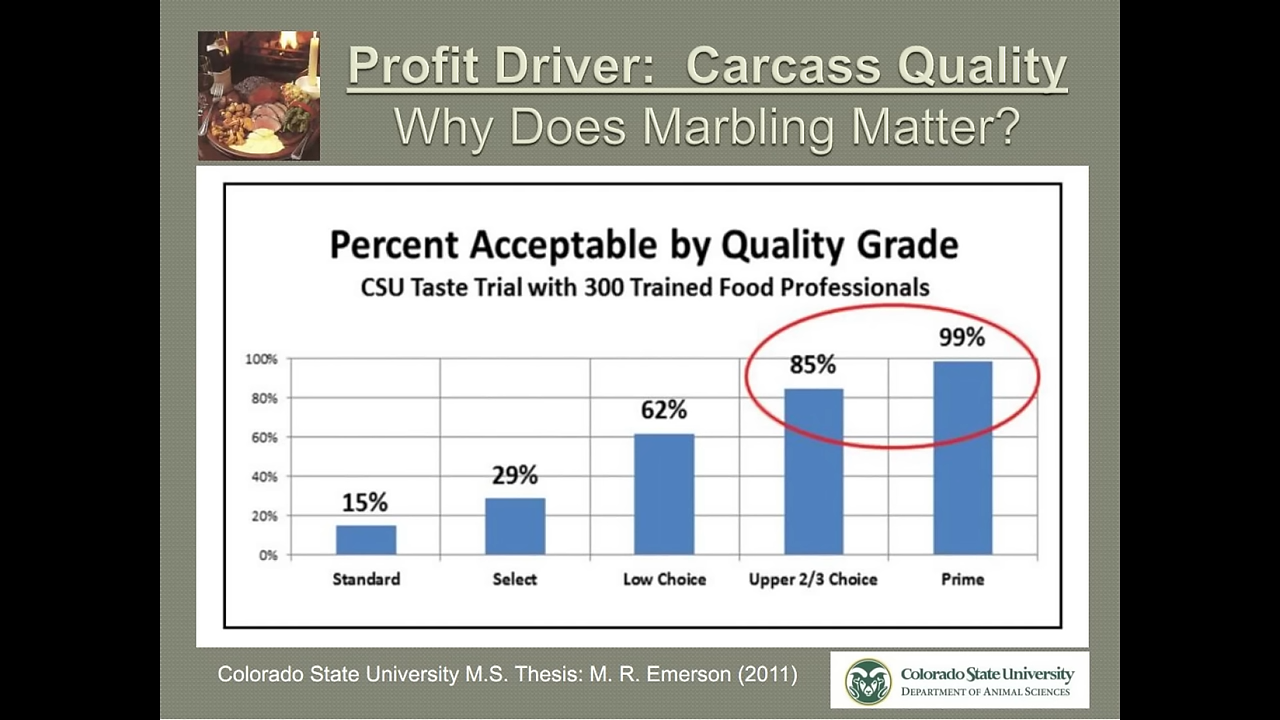 Profit Driver:  Carcass Quality
Why Does Marbling Matter?
Percent Acceptable by Quality Grade
CSU Taste Trial with 300 Trained Food Professionals
100%
80%
60%
40%
20%
0%
15%
29%
62%
85%
99%
Standard
Select
Low Choice
Upper 2/3 Choice
Prime
Colorado State University M.S. Thesis: M. R. Emerson (2011)
Colorado State University
DEPARTMENT OF ANIMAL SCIENCES